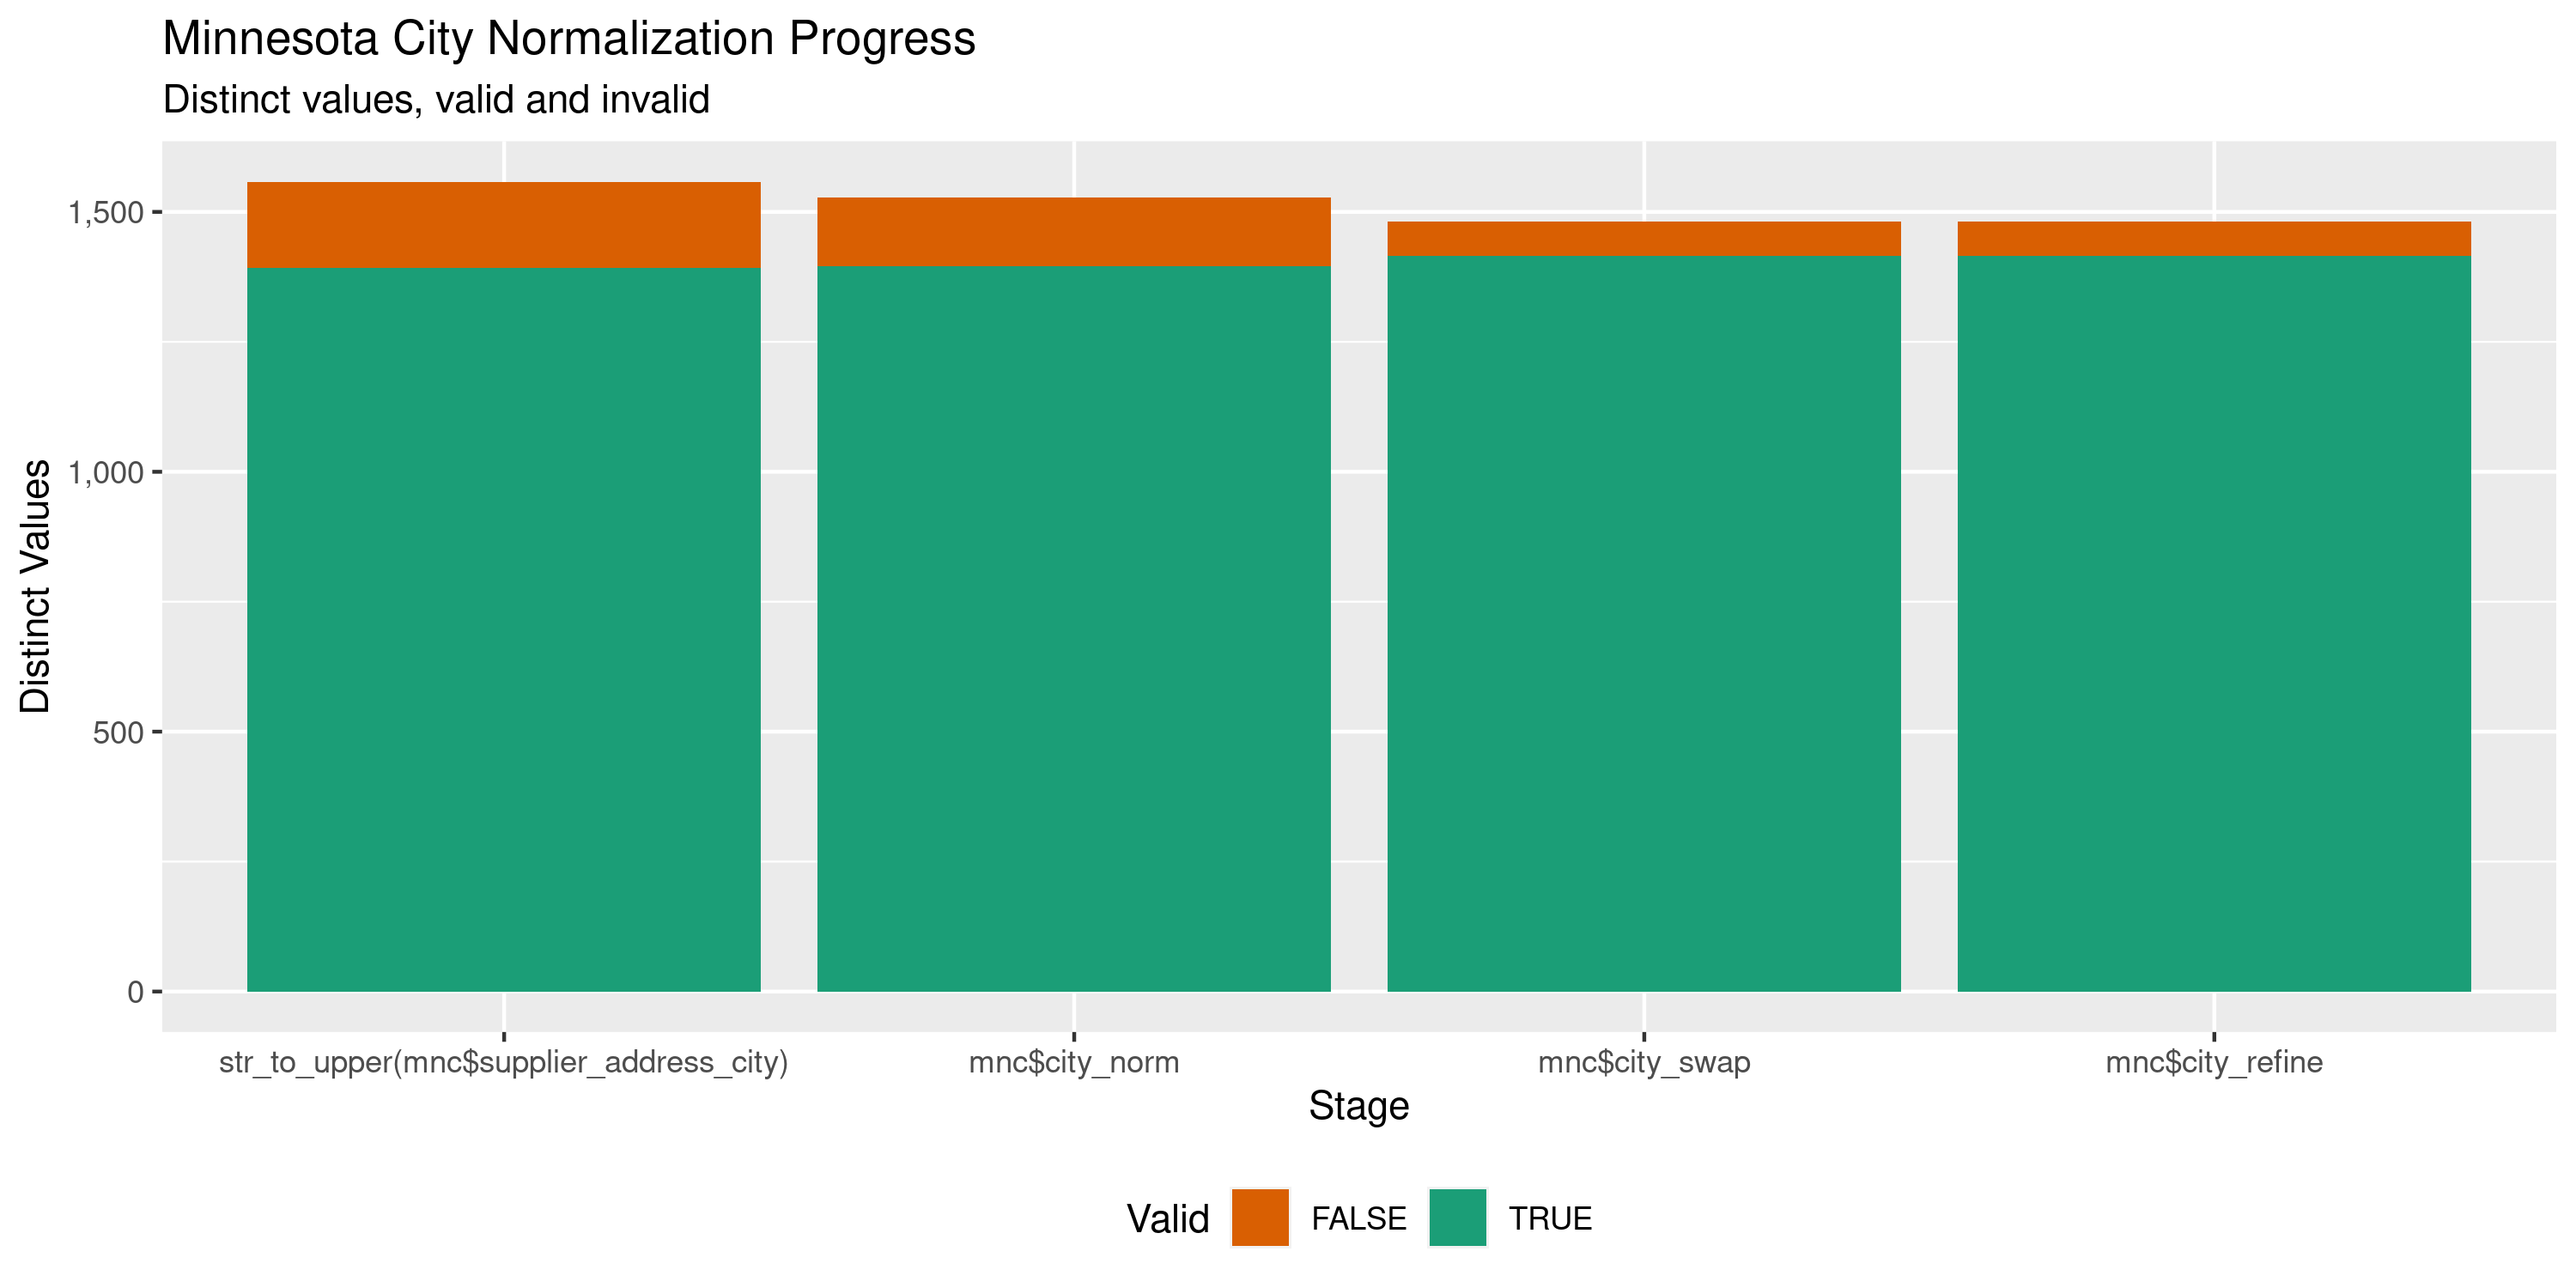 Minnesota City Normalization Progress
Distinct values, valid and invalid
Distinct Values
1,500
1,000
500
0
str_to_upper(mnc$supplier_address_city) mnc$city_norm mnc$city_swap mnc$city_refine
Stage
Valid FALSE TRUE